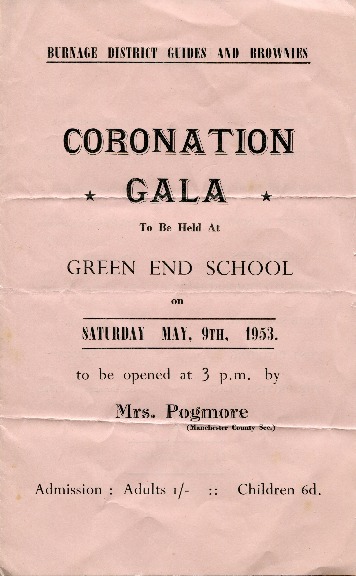 BURNAGE DISTRICT GUIDES AND BROWNIES
CORONATION
★ GALA ★
To Be Held At
GREEN END SCHOOL
on
SATURDAY MAY, 9TH, 1953.
to be opened at 3 p.m. by
Mrs. Pogmore
(Manchester County Sec.)
Admission : Adults 1/- :: Children 6d.